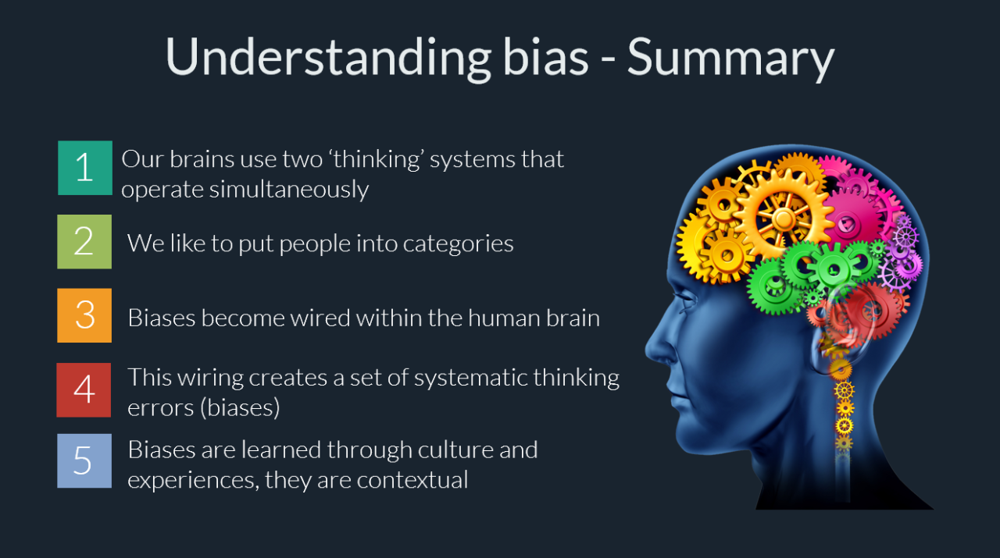 Understanding bias - Summary
1
Our brains use two ‘thinking’ systems that
operate simultaneously
2
We like to put people into categories
3
Biases become wired within the human brain
4
This wiring creates a set of systematic thinking
errors (biases)
5
Biases are learned through culture and
experiences, they are contextual